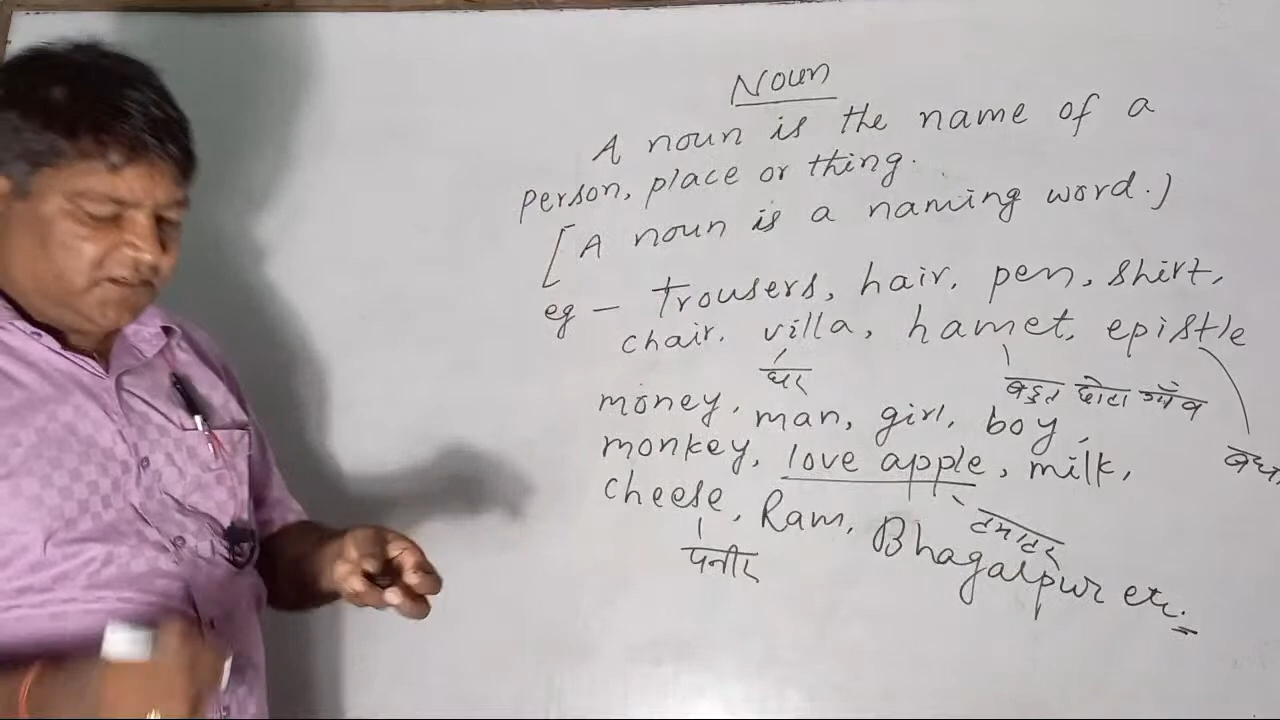 Noun
A noun is the name of a
person, place or thing.
[A noun is a naming word.)
eg - trousers, hair, pen, shirt,
chair, villa, hamet, epistle
घर
बहुत छोटा गाँव
money, man, girl, boy,
monkey, love apple, milk,
cheese, Ram, Bhagalpur etc.
टमाटर
पनीर